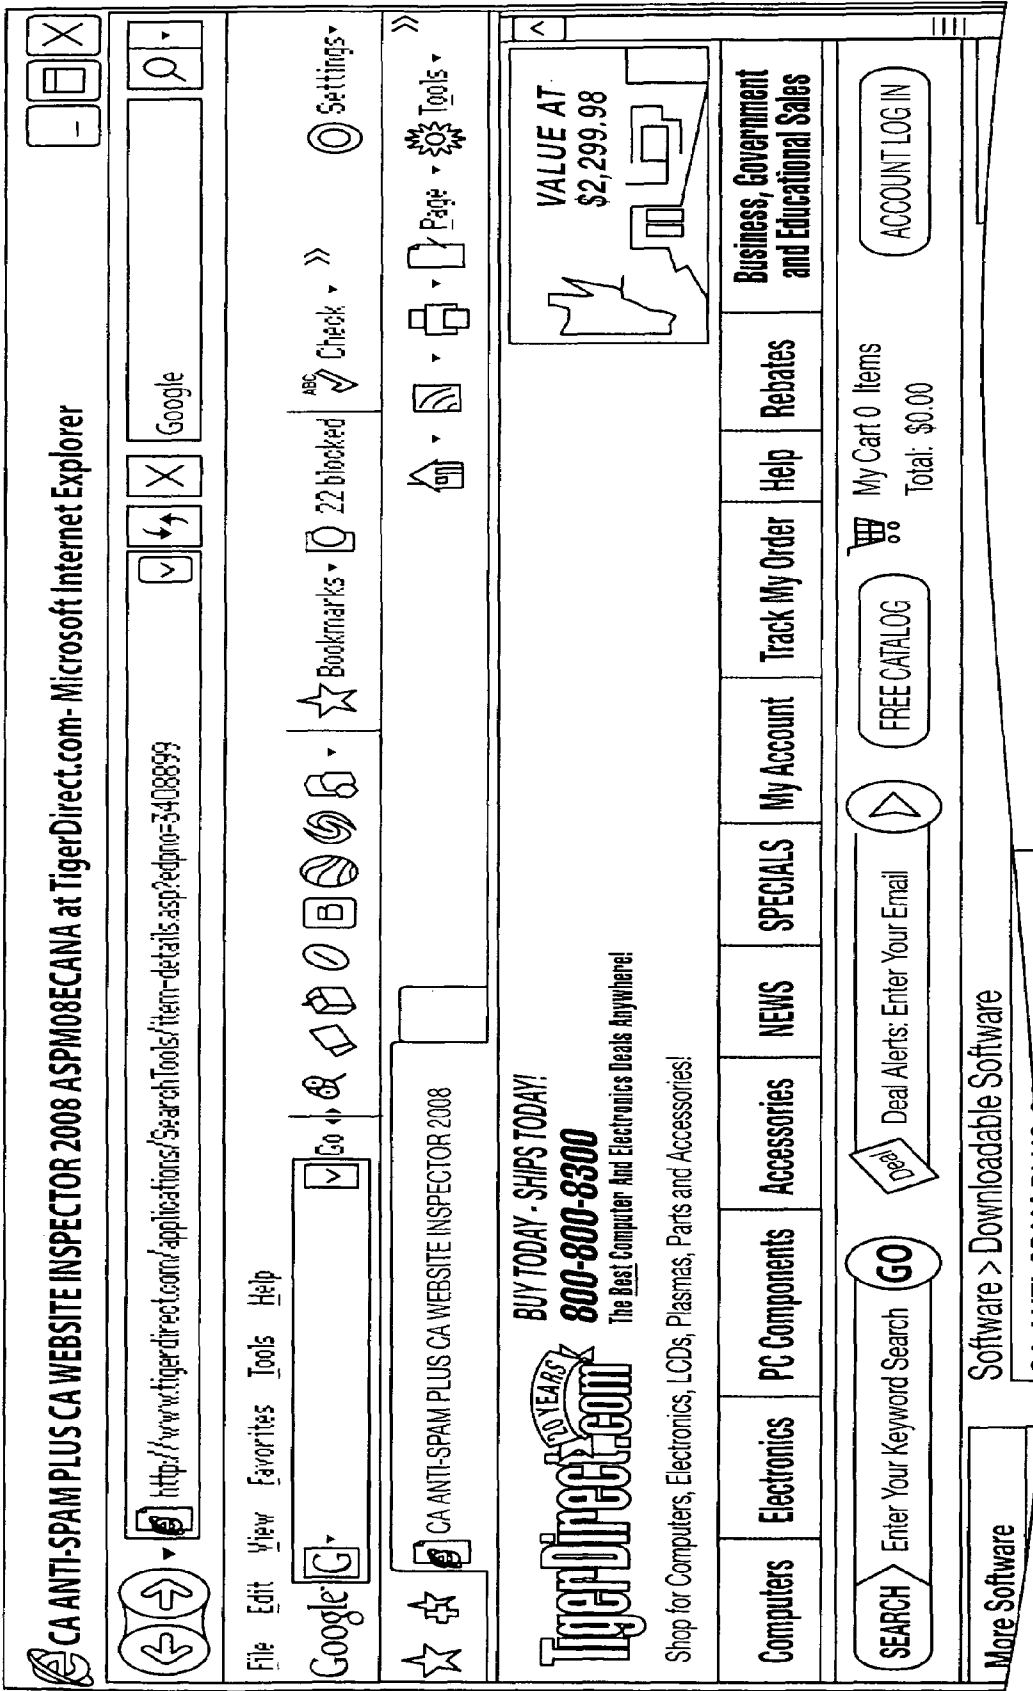 CA ANTI-SPAM PLUS CA WEBSITE INSPECTOR 2008 ASPM08ECANA at TigerDirect.com- Microsoft Internet Explorer
http://www.tigerdirect.com/applications/SearchTools/item-details.asp?edpno=3408899
Google
File Edit View Favorites Tools Help
Google G Go B Bookmarks 22 blocked ABC Check Settings
CA ANTI-SPAM PLUS CA WEBSITE INSPECTOR 2008
Page Tools
TigerDirect.com
20 YEARS
BUY TODAY - SHIPS TODAY!
800-800-8300
The Best Computer And Electronics Deals Anywhere!
Shop for Computers, Electronics, LCDs, Plasmas, Parts and Accessories!
VALUE AT
$2,299.98
Computers Electronics PC Components Accessories NEWS SPECIALS My Account Track My Order Help Rebates Business, Government
and Educational Sales
SEARCH Enter Your Keyword Search GO Deal Deal Alerts: Enter Your Email FREE CATALOG My Cart 0 Items
Total: $0.00
ACCOUNT LOG IN
More Software
Software > Downloadable Software